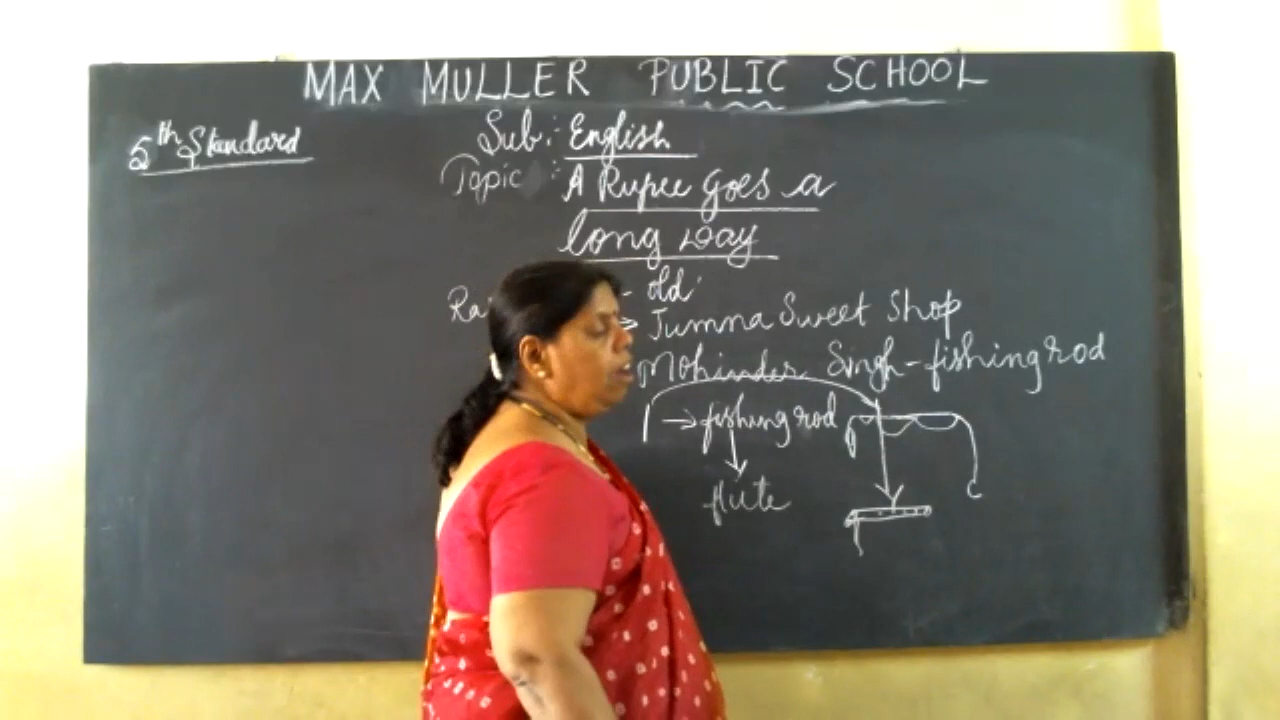 MAX MULLER PUBLIC SCHOOL
5th Standard
Sub: English
Topic: A Rupee Goes a
long Way
- old
→ Jumna Sweet Shop
Mohinder Singh - fishing rod
→ fishing rod
flute